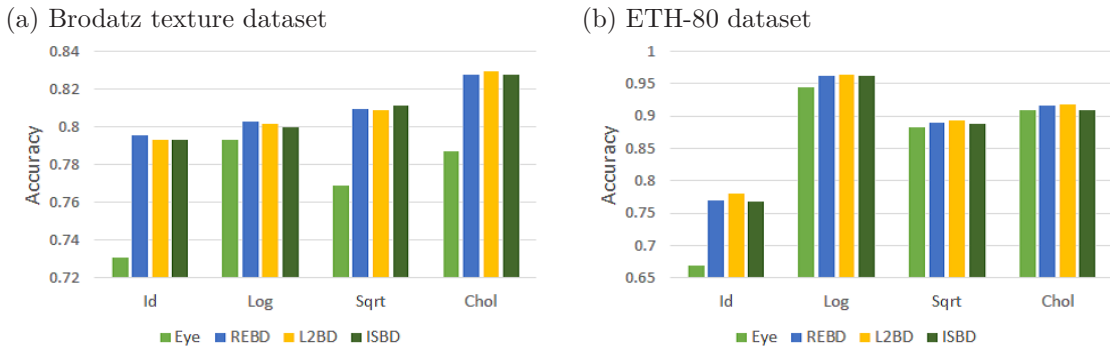 (a) Brodatz texture dataset
(b) ETH-80 dataset
Accuracy
0.84
0.82
0.8
0.78
0.76
0.74
0.72
Id Log Sqrt Chol
Eye REBD L2BD ISBD
Accuracy
1
0.95
0.9
0.85
0.8
0.75
0.7
0.65
Id Log Sqrt Chol
Eye REBD L2BD ISBD